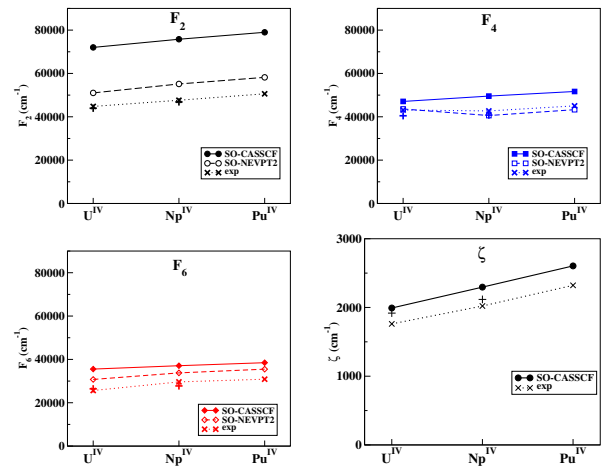 F2
80000
60000
40000
20000
0
F2 (cm-1)
SO-CASSCF
SO-NEVPT2
exp
UIV NpIV PuIV
F4
80000
60000
40000
20000
0
F4 (cm-1)
SO-CASSCF
SO-NEVPT2
exp
UIV NpIV PuIV
F6
80000
60000
40000
20000
0
F6 (cm-1)
SO-CASSCF
SO-NEVPT2
exp
UIV NpIV PuIV
ζ
3000
2000
1000
0
ζ (cm-1)
SO-CASSCF
exp
UIV NpIV PuIV